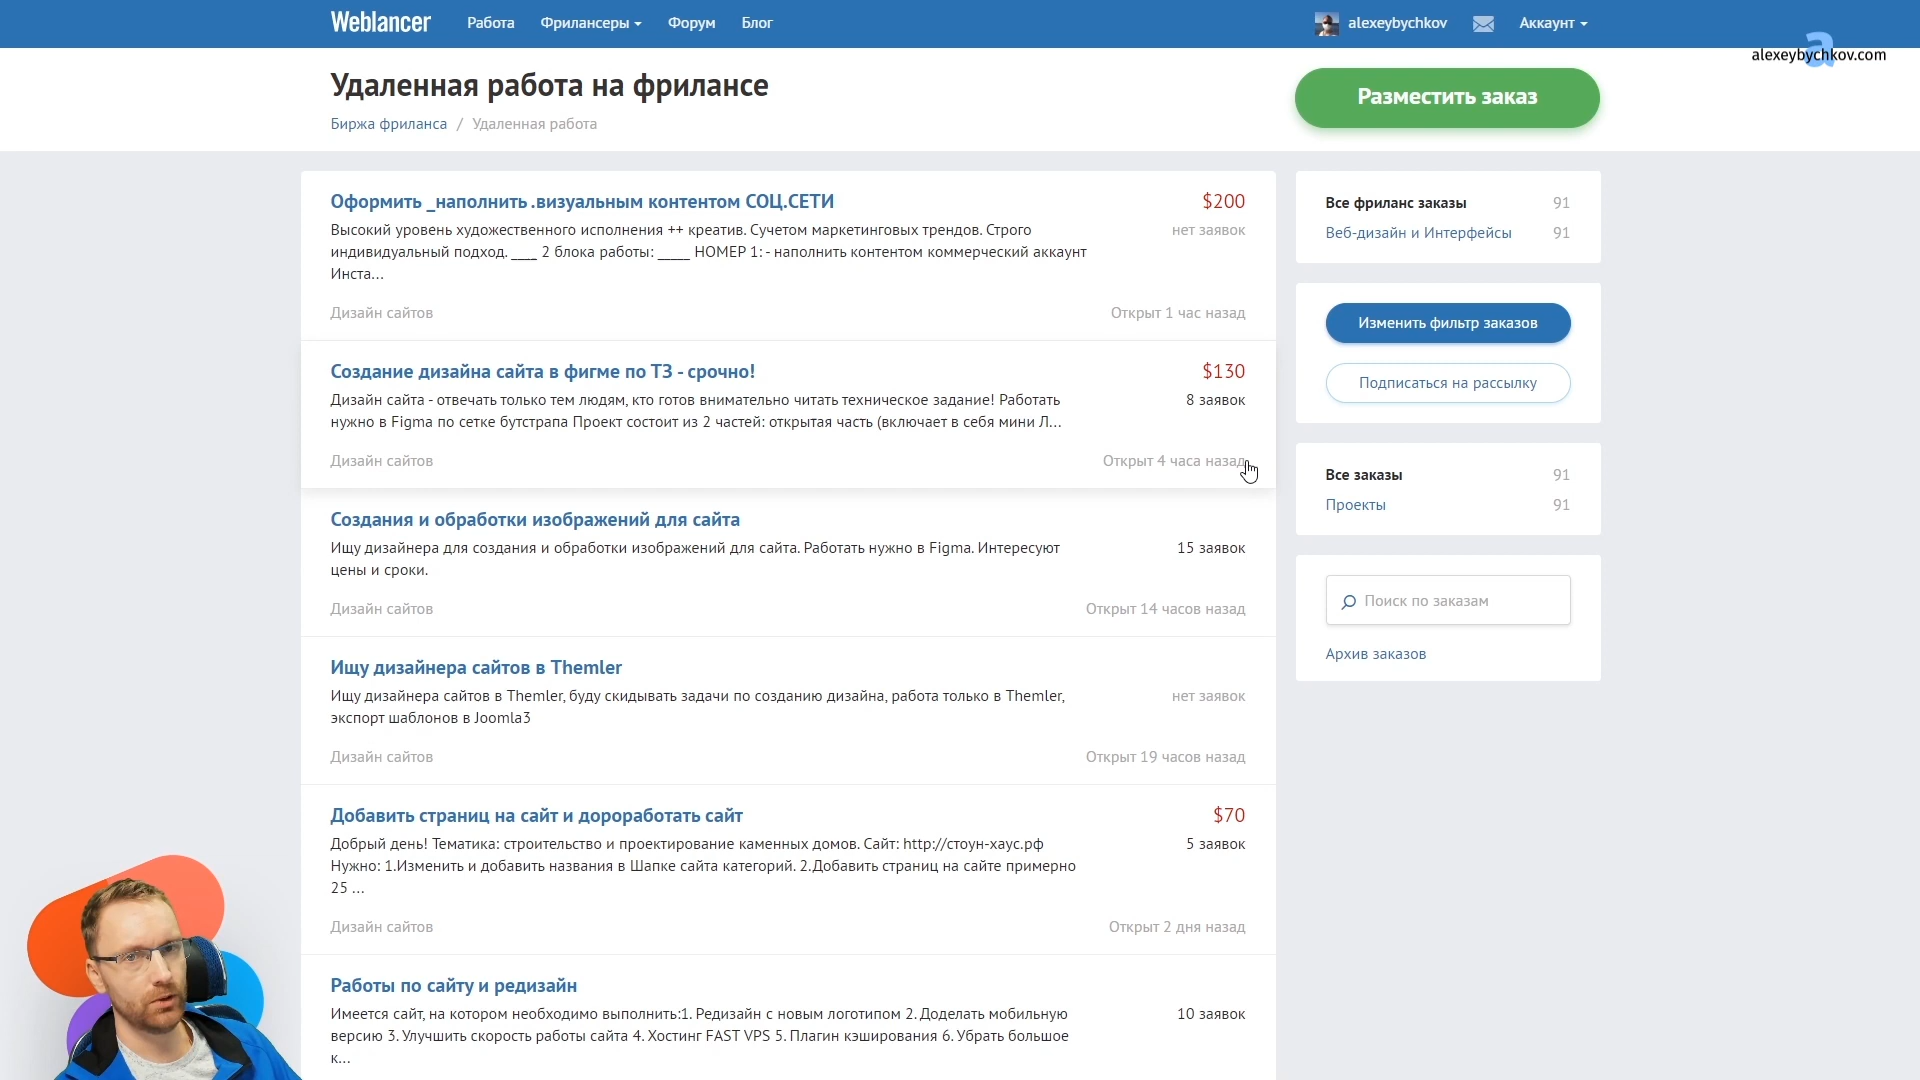 Weblancer Работа Фрилансеры Форум Блог alexeybychkov Аккаунт
alexeybychkov.com
Удаленная работа на фрилансе
Разместить заказ
Биржа фриланса / Удаленная работа
Оформить _наполнить .визуальным контентом СОЦ.СЕТИ $200
Высокий уровень художественного исполнения ++ креатив. Сучетом маркетинговых трендов. Строго нет заявок
индивидуальный подход. ____ 2 блока работы: _____ НОМЕР 1: - наполнить контентом коммерческий аккаунт
Инста...
Дизайн сайтов Открыт 1 час назад
Создание дизайна сайта в фигме по ТЗ - срочно! $130
Дизайн сайта - отвечать только тем людям, кто готов внимательно читать техническое задание! Работать 8 заявок
нужно в Figma по сетке бутстрапа Проект состоит из 2 частей: открытая часть (включает в себя мини Л...
Дизайн сайтов Открыт 4 часа назад
Создания и обработки изображений для сайта
Ищу дизайнера для создания и обработки изображений для сайта. Работать нужно в Figma. Интересуют 15 заявок
цены и сроки.
Дизайн сайтов Открыт 14 часов назад
Ищу дизайнера сайтов в Themler
Ищу дизайнера сайтов в Themler, буду скидывать задачи по созданию дизайна, работа только в Themler, нет заявок
экспорт шаблонов в Joomla3
Дизайн сайтов Открыт 19 часов назад
Добавить страниц на сайт и дороработать сайт $70
Добрый день! Тематика: строительство и проектирование каменных домов. Сайт: http://стоун-хаус.рф 5 заявок
Нужно: 1.Изменить и добавить названия в Шапке сайта категорий. 2.Добавить страниц на сайте примерно
25 ...
Дизайн сайтов Открыт 2 дня назад
Работы по сайту и редизайн
Имеется сайт, на котором необходимо выполнить:1. Редизайн с новым логотипом 2. Доделать мобильную 10 заявок
версию 3. Улучшить скорость работы сайта 4. Хостинг FAST VPS 5. Плагин кэширования 6. Убрать большое
к...
Все фриланс заказы 91
Веб-дизайн и Интерфейсы 91
Изменить фильтр заказов
Подписаться на рассылку
Все заказы 91
Проекты 91
Поиск по заказам
Архив заказов